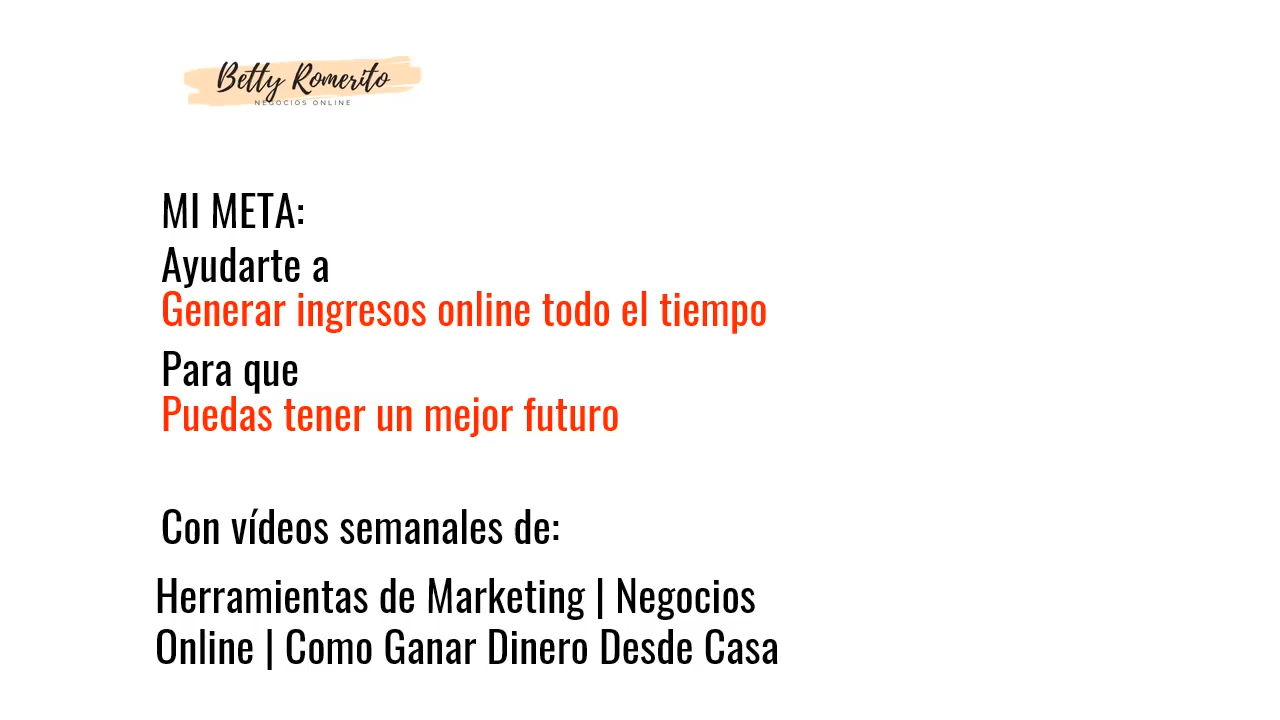 Betty Romerito
NEGOCIOS ONLINE
MI META:
Ayudarte a
Generar ingresos online todo el tiempo
Para que
Puedas tener un mejor futuro
Con vídeos semanales de:
Herramientas de Marketing | Negocios
Online | Como Ganar Dinero Desde Casa